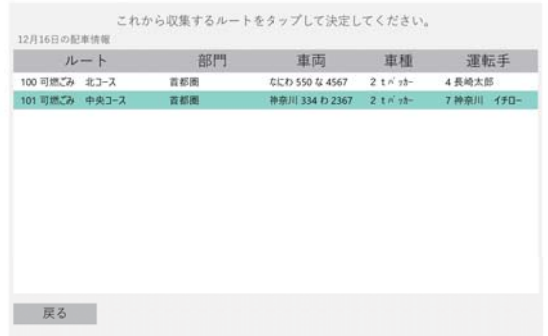 これから収集するルートをタップして決定してください。
12月16日の配車情報
ルート 部門 車両 車種 運転手
100 可燃ごみ 北コース 首都圏 なにわ 550 な 4567 2 tパッカー 4 長崎太郎
101 可燃ごみ 中央コース 首都圏 神奈川 334 わ 2367 2 tパッカー 7 神奈川 イチロー
戻る